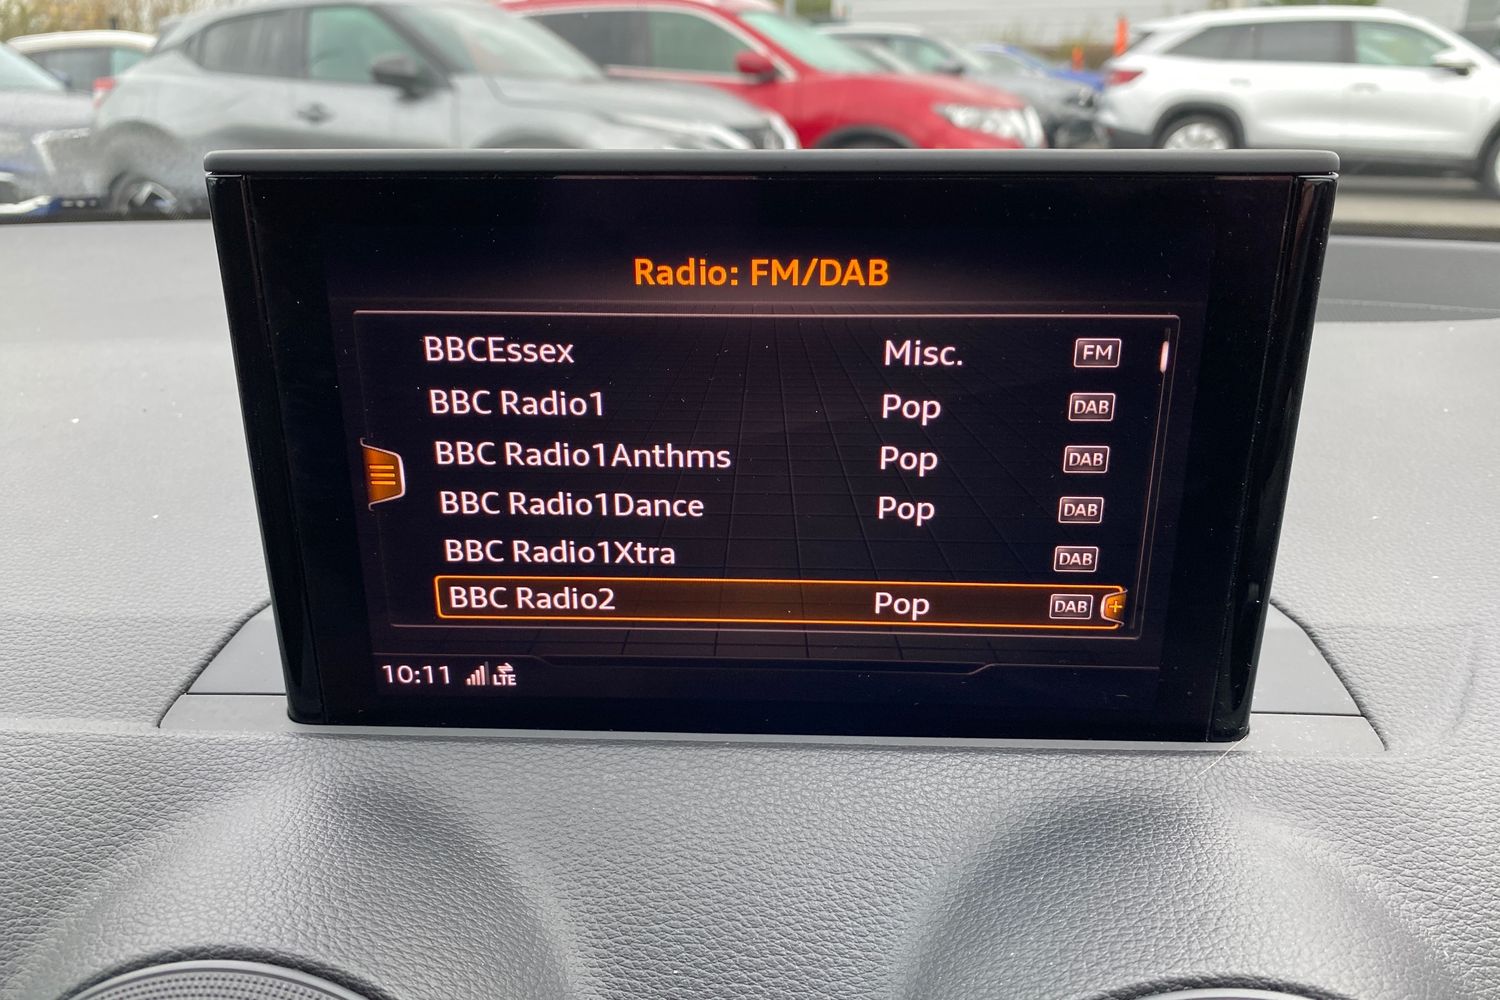 Radio: FM/DAB
BBCEssex Misc. FM
BBC Radio1 Pop DAB
BBC Radio1Anthms Pop DAB
BBC Radio1Dance Pop DAB
BBC Radio1Xtra DAB
BBC Radio2 Pop DAB +
10:11 LTE